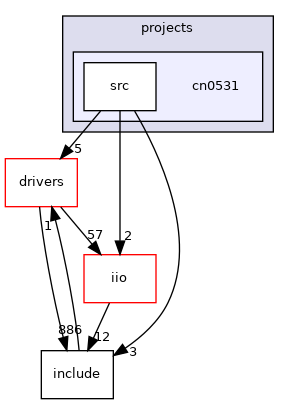 projects
src
cn0531
5
drivers
1
57
2
iio
886
12
3
include